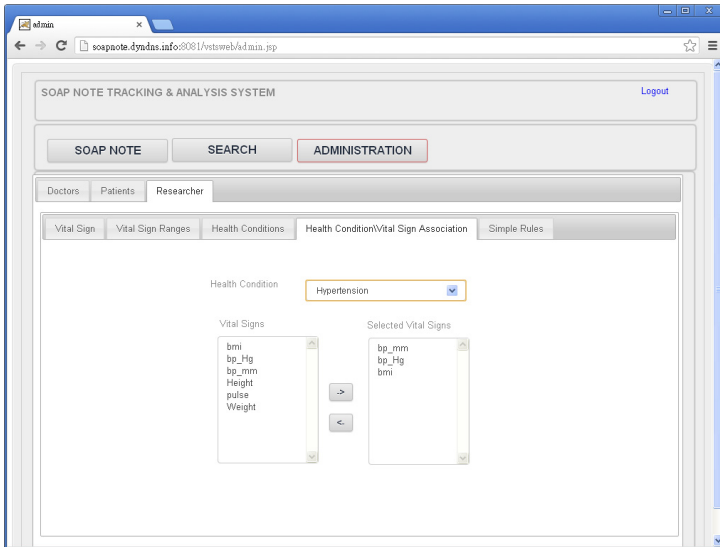 admin
soapnote.dyndns.info:8081/vstsweb/admin.jsp
SOAP NOTE TRACKING & ANALYSIS SYSTEM
Logout
SOAP NOTE SEARCH ADMINISTRATION
Doctors Patients Researcher
Vital Sign Vital Sign Ranges Health Conditions Health Condition\Vital Sign Association Simple Rules
Health Condition Hypertension
Vital Signs
bmi
bp_Hg
bp_mm
Height
pulse
Weight
->
<-
Selected Vital Signs
bp_mm
bp_Hg
bmi